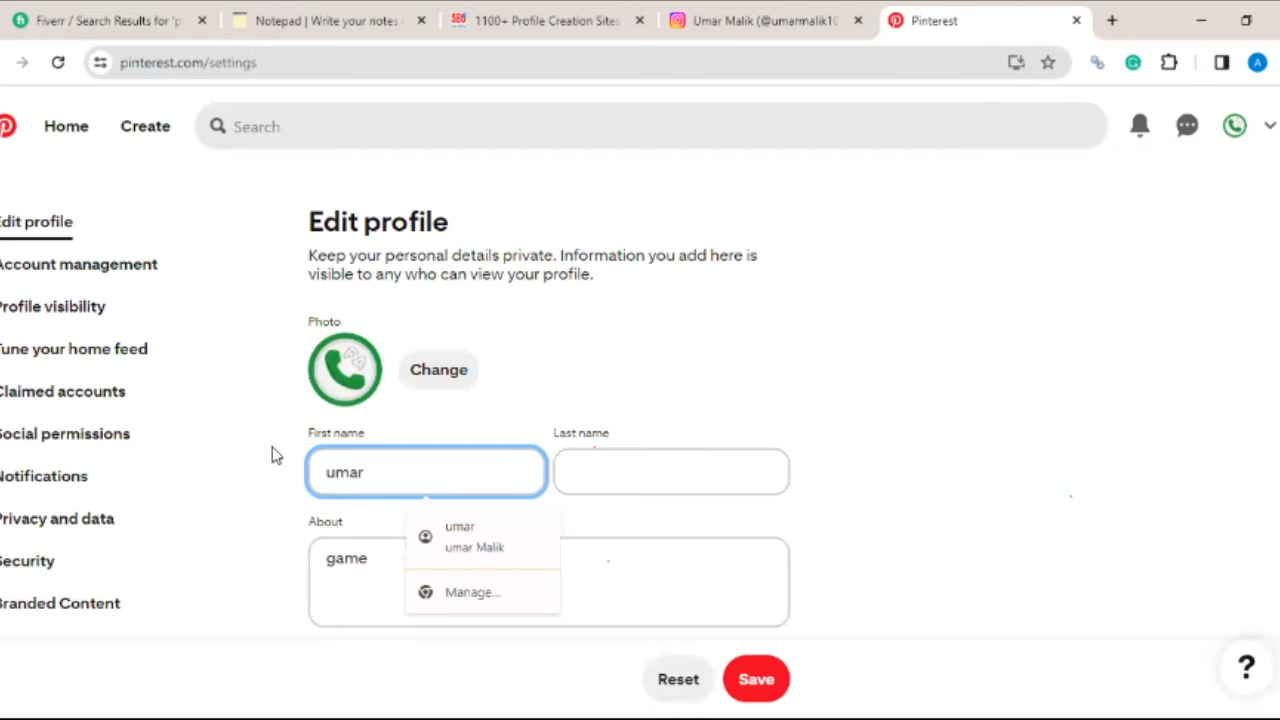 Fiverr / Search Results for 'p
Notepad | Write your notes
SEO 1100+ Profile Creation Sites
Umar Malik (@umarmalik10
Pinterest
pinterest.com/settings
A
Home
Create
Search
Edit profile
Account management
Profile visibility
Tune your home feed
Claimed accounts
Social permissions
Notifications
Privacy and data
Security
Branded Content
Edit profile
Keep your personal details private. Information you add here is
visible to any who can view your profile.
Photo
Change
First name
Last name
umar
About
game
umar
umar Malik
Manage...
Reset
Save
?